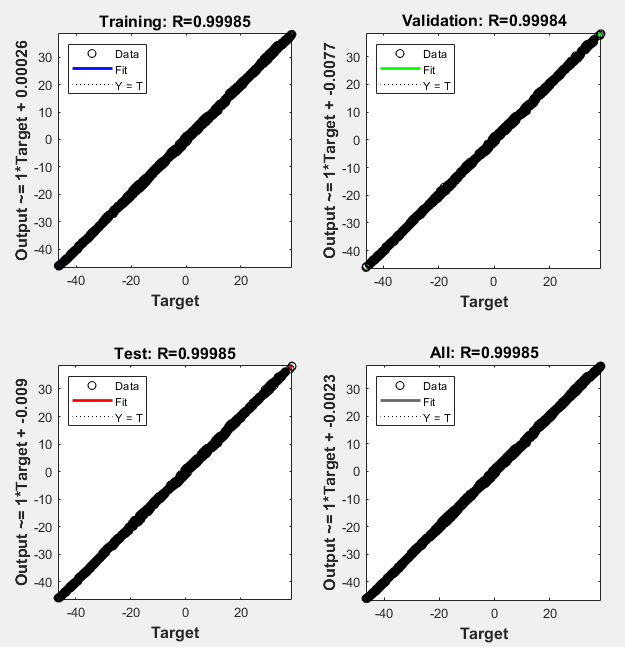 Training: R=0.99985
Output ~= 1*Target + 0.00026
30
20
10
0
-10
-20
-30
-40
Data
Fit
Y = T
-40
-20
0
20
Target
Validation: R=0.99984
Output ~= 1*Target + -0.0077
30
20
10
0
-10
-20
-30
-40
Data
Fit
Y = T
-40
-20
0
20
Target
Test: R=0.99985
Output ~= 1*Target + -0.009
30
20
10
0
-10
-20
-30
-40
Data
Fit
Y = T
-40
-20
0
20
Target
All: R=0.99985
Output ~= 1*Target + -0.0023
30
20
10
0
-10
-20
-30
-40
Data
Fit
Y = T
-40
-20
0
20
Target